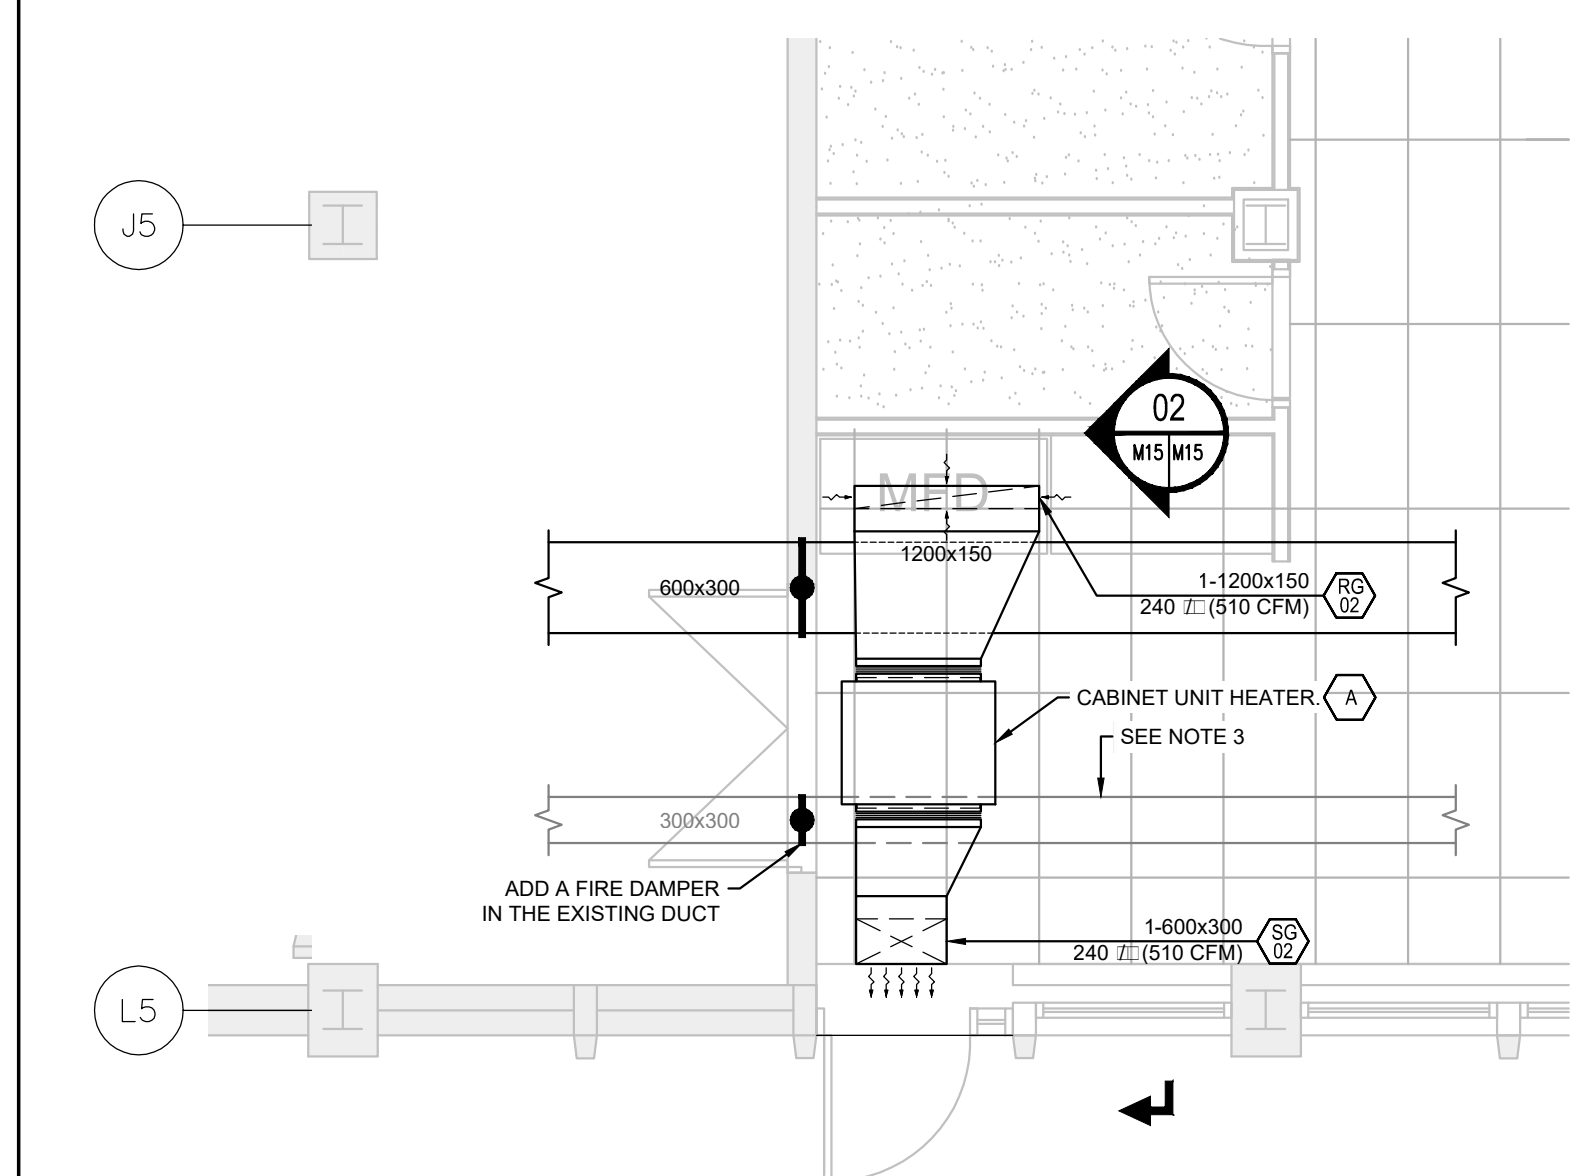 J5
02
M15 M15
MFD
1200x150
600x300
1-1200x150
240 (510 CFM)
RG
02
CABINET UNIT HEATER.
A
SEE NOTE 3
300x300
ADD A FIRE DAMPER
IN THE EXISTING DUCT
1-600x300
240 (510 CFM)
SG
02
L5